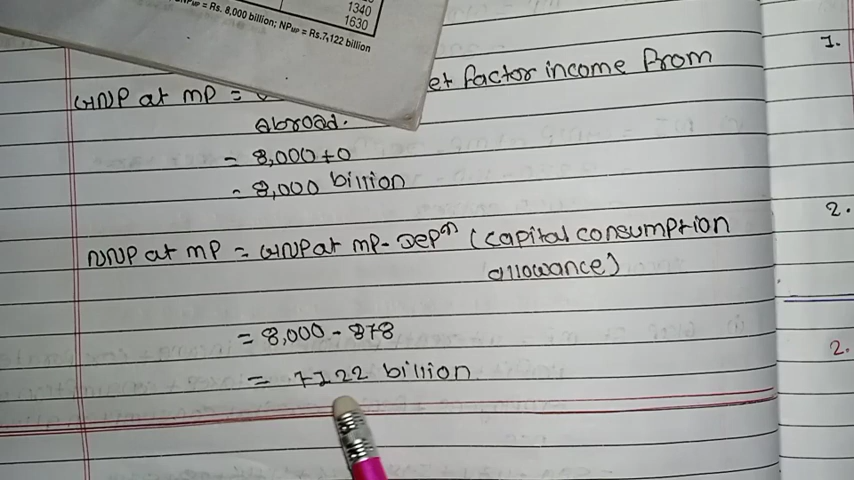 1340
1630
= Rs. 8,000 billion; NPMP = Rs.7,122 billion
GNP at MP = et factor income from
Abroad.
= 8,000+0
= 8,000 billion
NNP at MP = GNP at MP - Depn (capital consumption
allowance)
= 8,000 - 878
= 7122 billion
1.
2.
2.